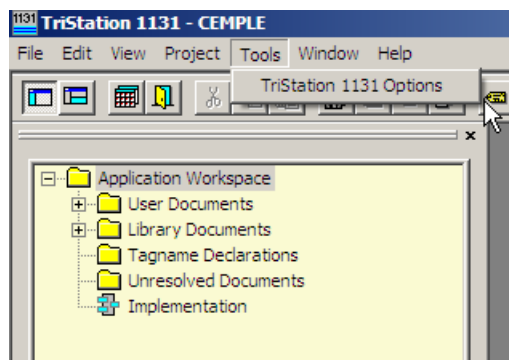 1131 TriStation 1131 - CEMPLE
File Edit View Project Tools Window Help
TriStation 1131 Options
x
Application Workspace
User Documents
Library Documents
Tagname Declarations
Unresolved Documents
Implementation